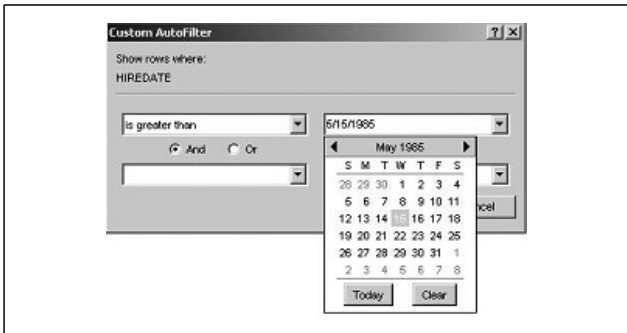 Custom AutoFilter ? ×
Show rows where:
HIREDATE
is greater than 5/15/1985
And Or
May 1985
S M T W T F S
28 29 30 1 2 3 4
5 6 7 8 9 10 11
12 13 14 15 16 17 18
19 20 21 22 23 24 25
26 27 28 29 30 31 1
2 3 4 5 6 7 8
ncel
Today Clear